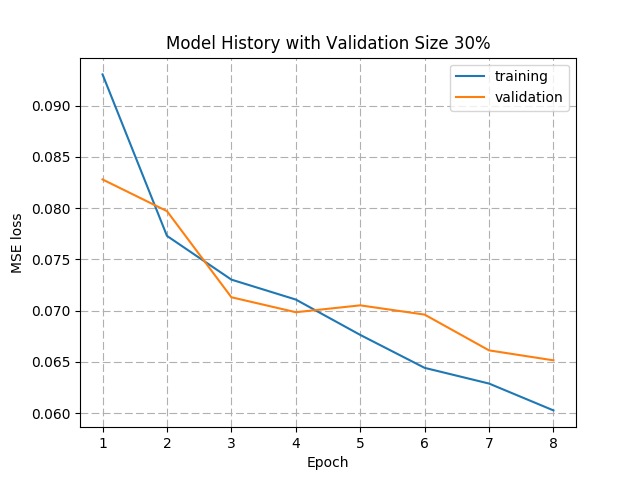 Model History with Validation Size 30%
training
validation
MSE loss
0.090
0.085
0.080
0.075
0.070
0.065
0.060
1 2 3 4 5 6 7 8
Epoch